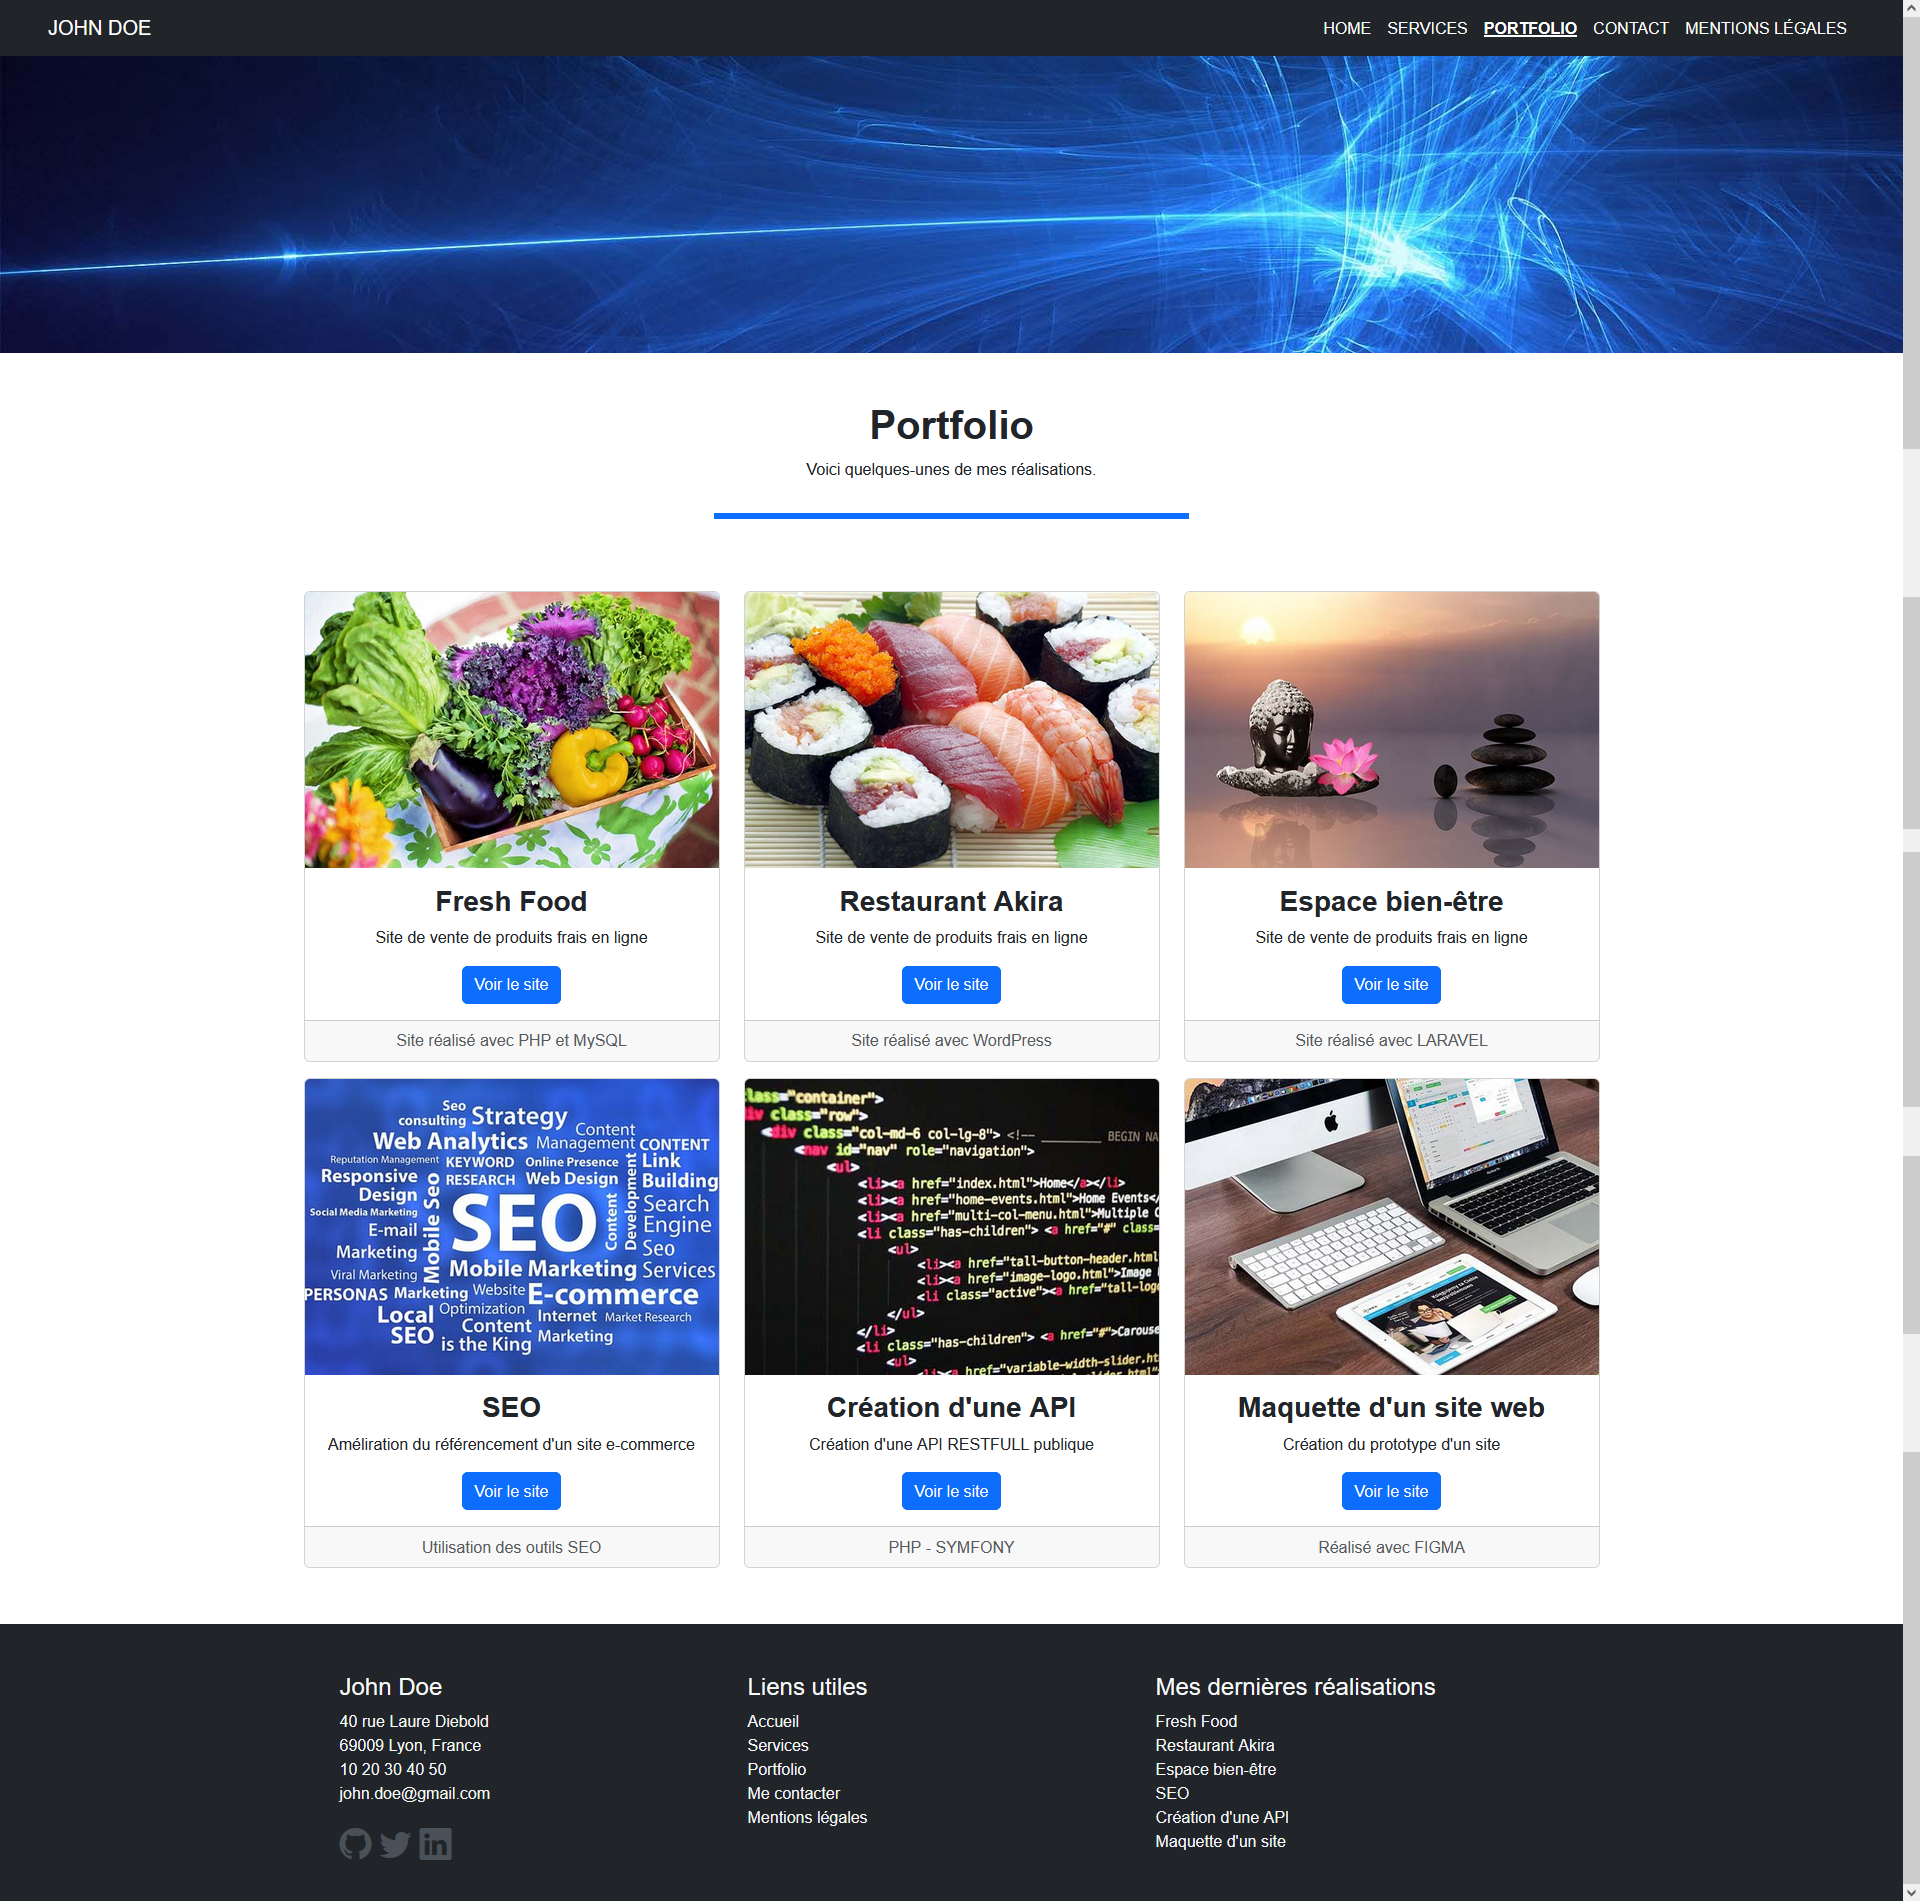 JOHN DOE
HOME SERVICES PORTFOLIO CONTACT MENTIONS LÉGALES
Portfolio
Voici quelques-unes de mes réalisations.
Fresh Food
Site de vente de produits frais en ligne
Voir le site
Site réalisé avec PHP et MySQL
Restaurant Akira
Site de vente de produits frais en ligne
Voir le site
Site réalisé avec WordPress
Espace bien-être
Site de vente de produits frais en ligne
Voir le site
Site réalisé avec LARAVEL
Seo
consulting
Strategy
Content
Management
Web Analytics
CONTENT
Reputation Management
KEYWORD
RESEARCH
Online Presence
Web Design
Link
Building
Responsive
Design
Social Media Marketing
Mobile Seo
SEO
Content
Development
Search
Engine
E-mail
Marketing
Seo
Services
Viral Marketing
Mobile Marketing
PERSONAS
Marketing
Website
E-commerce
Local
SEO
Optimization
Internet
Market Research
Content
is the King
Marketing
SEO
Améliration du référencement d'un site e-commerce
Voir le site
Utilisation des outils SEO
lass="container">
iv class="row">
<div class="col-md-6 col-lg-8"> <!-- ________ BEGIN NA
<nav id="nav" role="navigation">
<ul>
<li><a href="index.html">Home</a></li>
<li><a href="home-events.html">Home Events</
<li><a href="multi-col-menu.html">Multiple C
<li class="has-children"> <a href="#" class=
<ul>
<li><a href="tall-button-header.html
<li><a href="image-logo.html">Image
<li class="active"><a href="tall-logo
</ul>
</li>
<li class="has-children"> <a href="#">Carouse
<ul>
<li><a href="variable-width-slider.ht
Création d'une API
Création d'une API RESTFULL publique
Voir le site
PHP - SYMFONY
Maquette d'un site web
Création du prototype d'un site
Voir le site
Réalisé avec FIGMA
John Doe
40 rue Laure Diebold
69009 Lyon, France
10 20 30 40 50
john.doe@gmail.com
Liens utiles
Accueil
Services
Portfolio
Me contacter
Mentions légales
Mes dernières réalisations
Fresh Food
Restaurant Akira
Espace bien-être
SEO
Création d'une API
Maquette d'un site